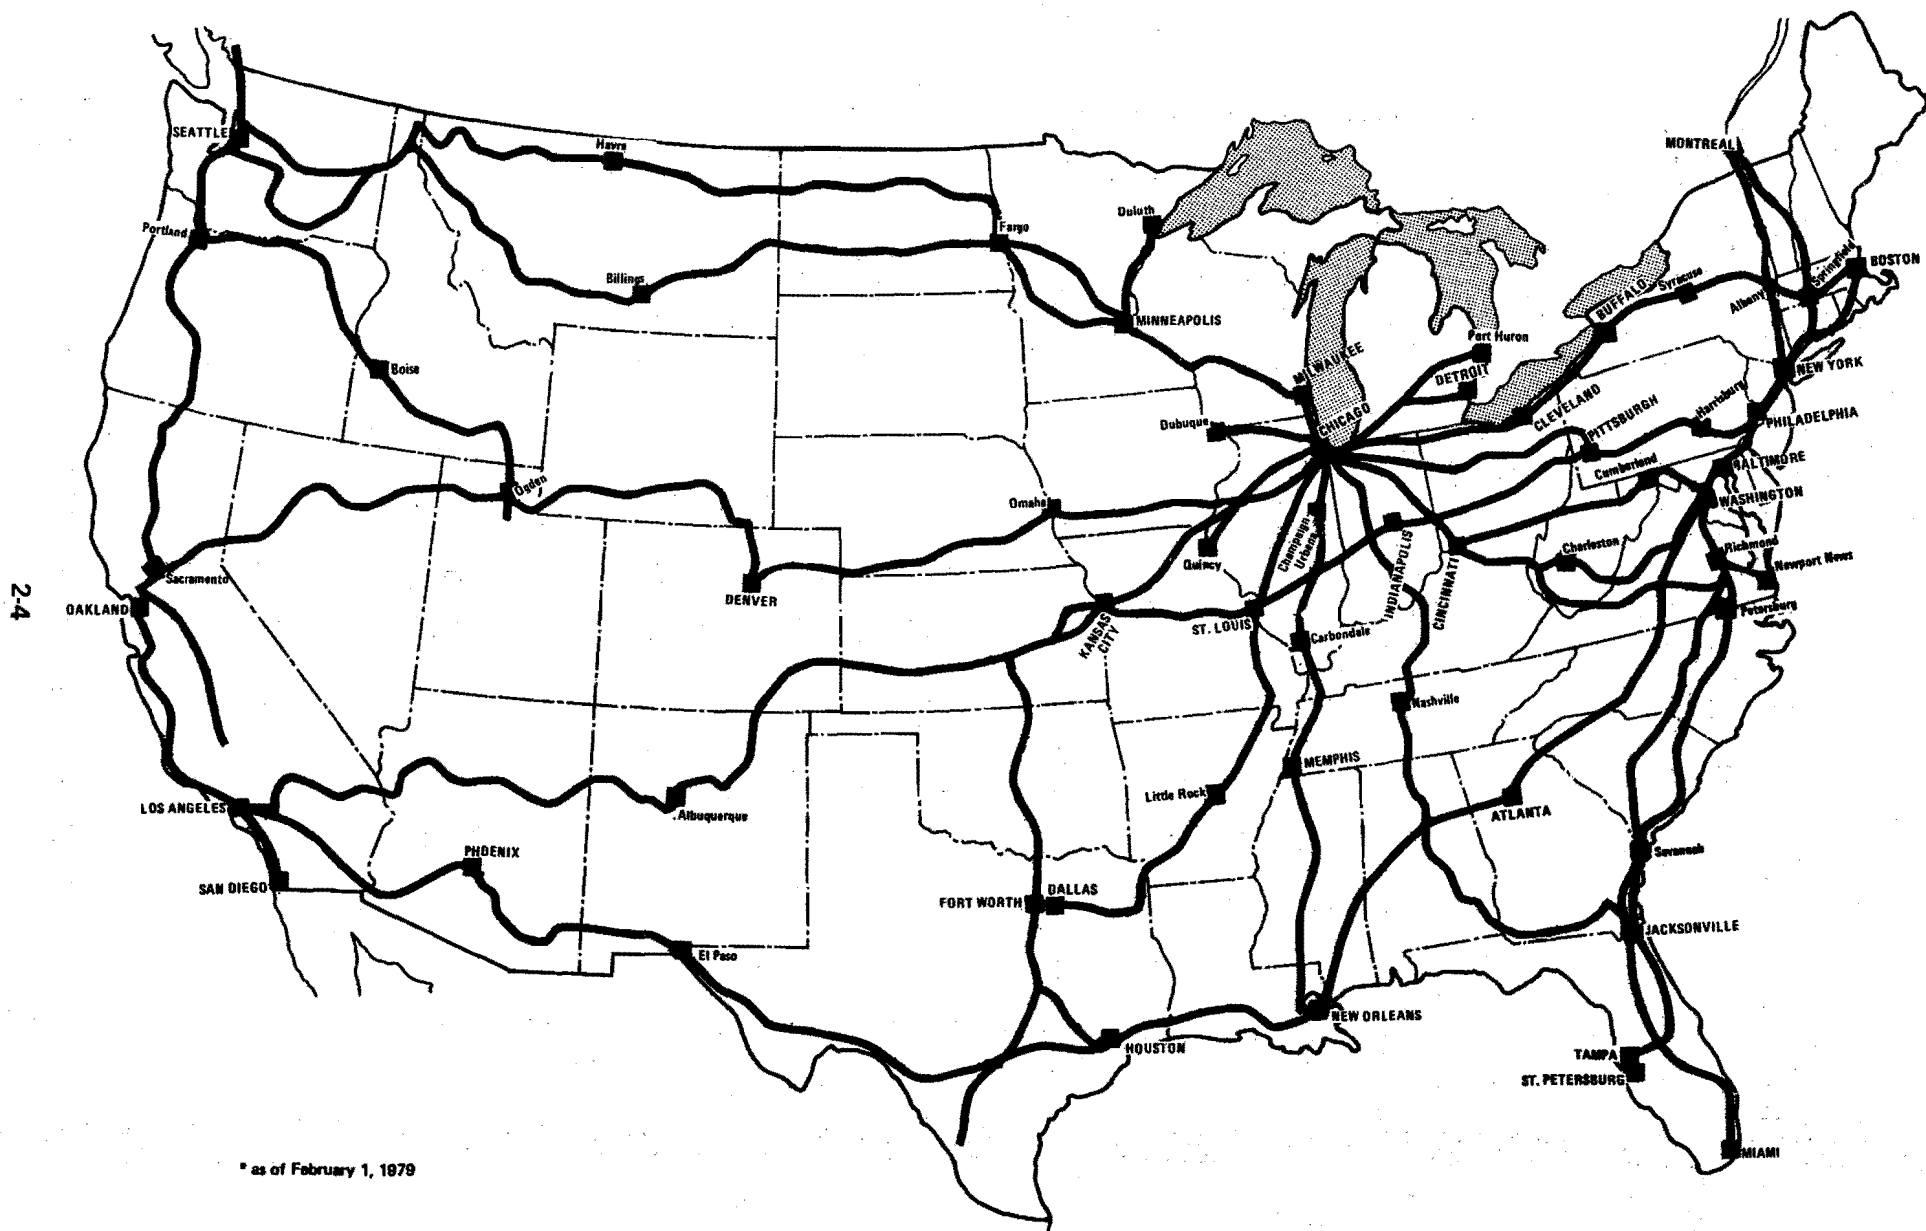 MONTREAL
SEATTLE
Havre
Duluth
Portland
Fargo
Springfield
BOSTON
Billings
Syracuse
BUFFALO
Albany
MINNEAPOLIS
Port Huron
MILWAUKEE
DETROIT
NEW YORK
Boise
Harrisburg
CLEVELAND
PITTSBURGH
PHILADELPHIA
Dubuque
CHICAGO
Cumberland
BALTIMORE
WASHINGTON
Ogden
Omaha
Champaign
Urbana
Quincy
INDIANAPOLIS
CINCINNATI
Charleston
Richmond
Newport News
Sacramento
DENVER
OAKLAND
KANSAS
CITY
ST. LOUIS
Carbondale
Petersburg
Nashville
MEMPHIS
LOS ANGELES
Albuquerque
Little Rock
ATLANTA
PHOENIX
Savannah
SAN DIEGO
DALLAS
FORT WORTH
JACKSONVILLE
El Paso
NEW ORLEANS
HOUSTON
TAMPA
ST. PETERSBURG
MIAMI
* as of February 1, 1979
2-4